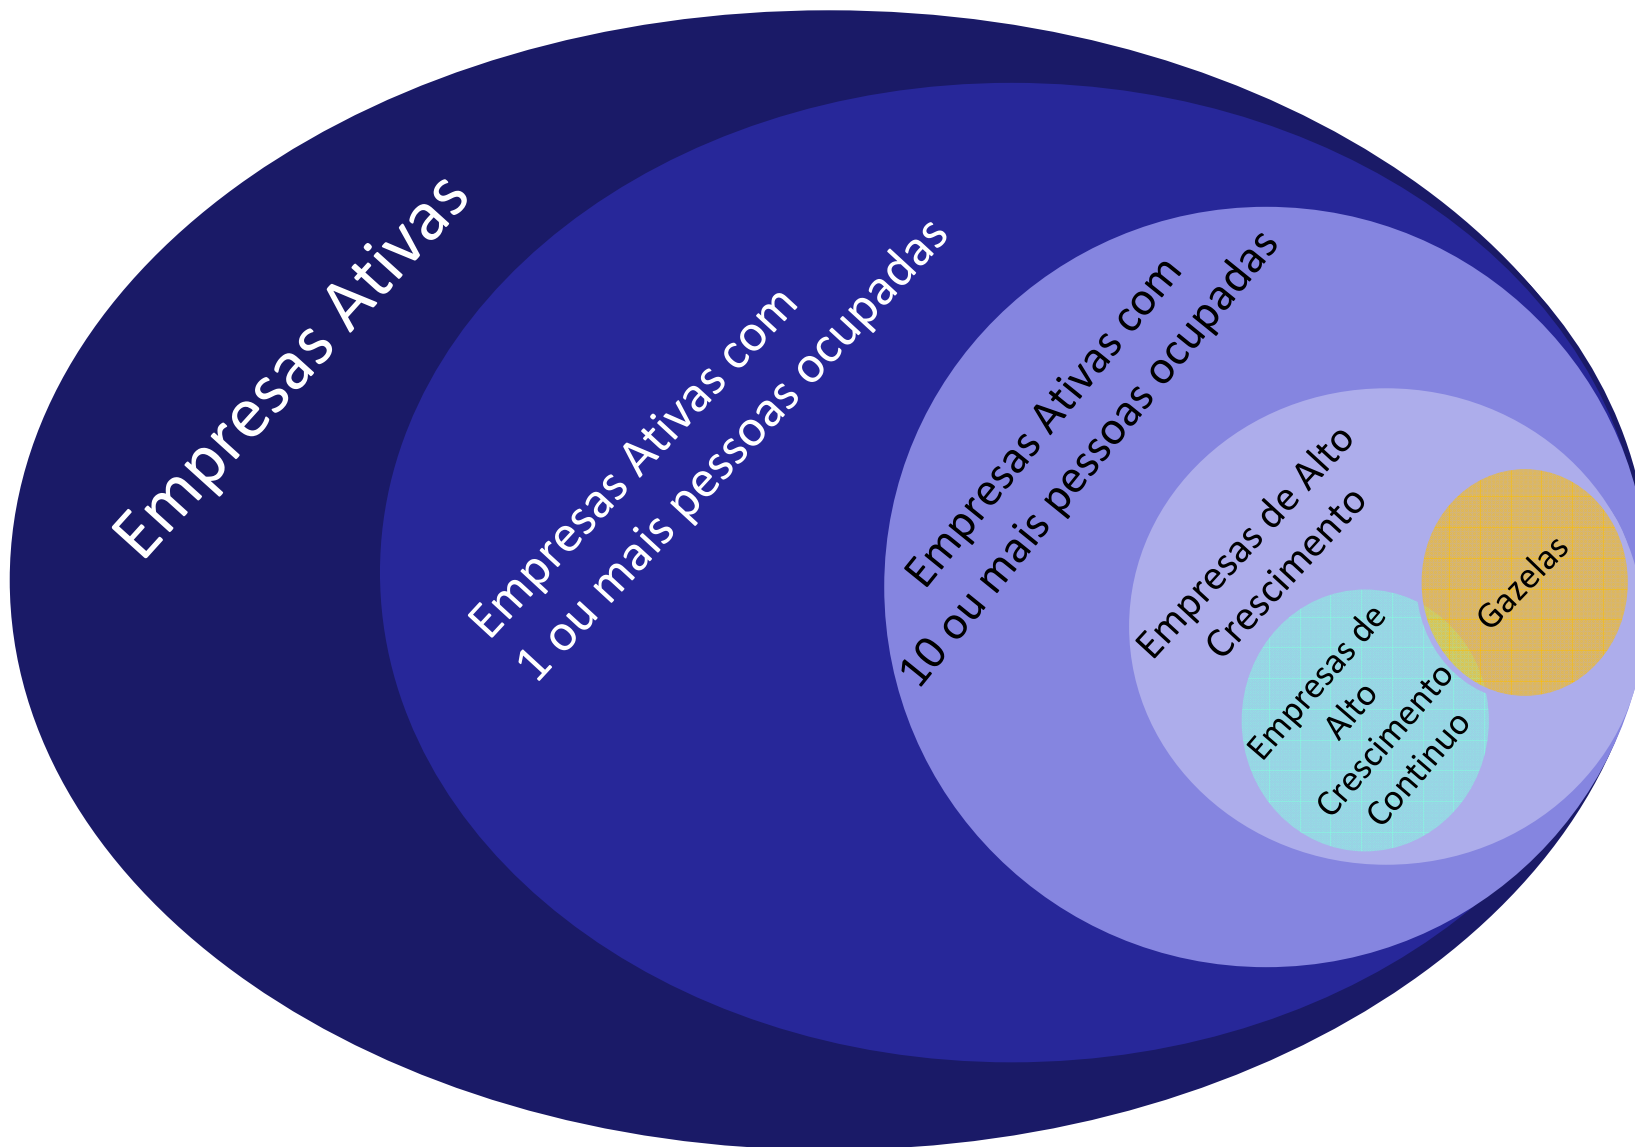 Empresas Ativas
Empresas Ativas com
1 ou mais pessoas ocupadas
Empresas Ativas com
10 ou mais pessoas ocupadas
Empresas de Alto
Crescimento
Empresas de
Alto
Crescimento
Continuo
Gazelas